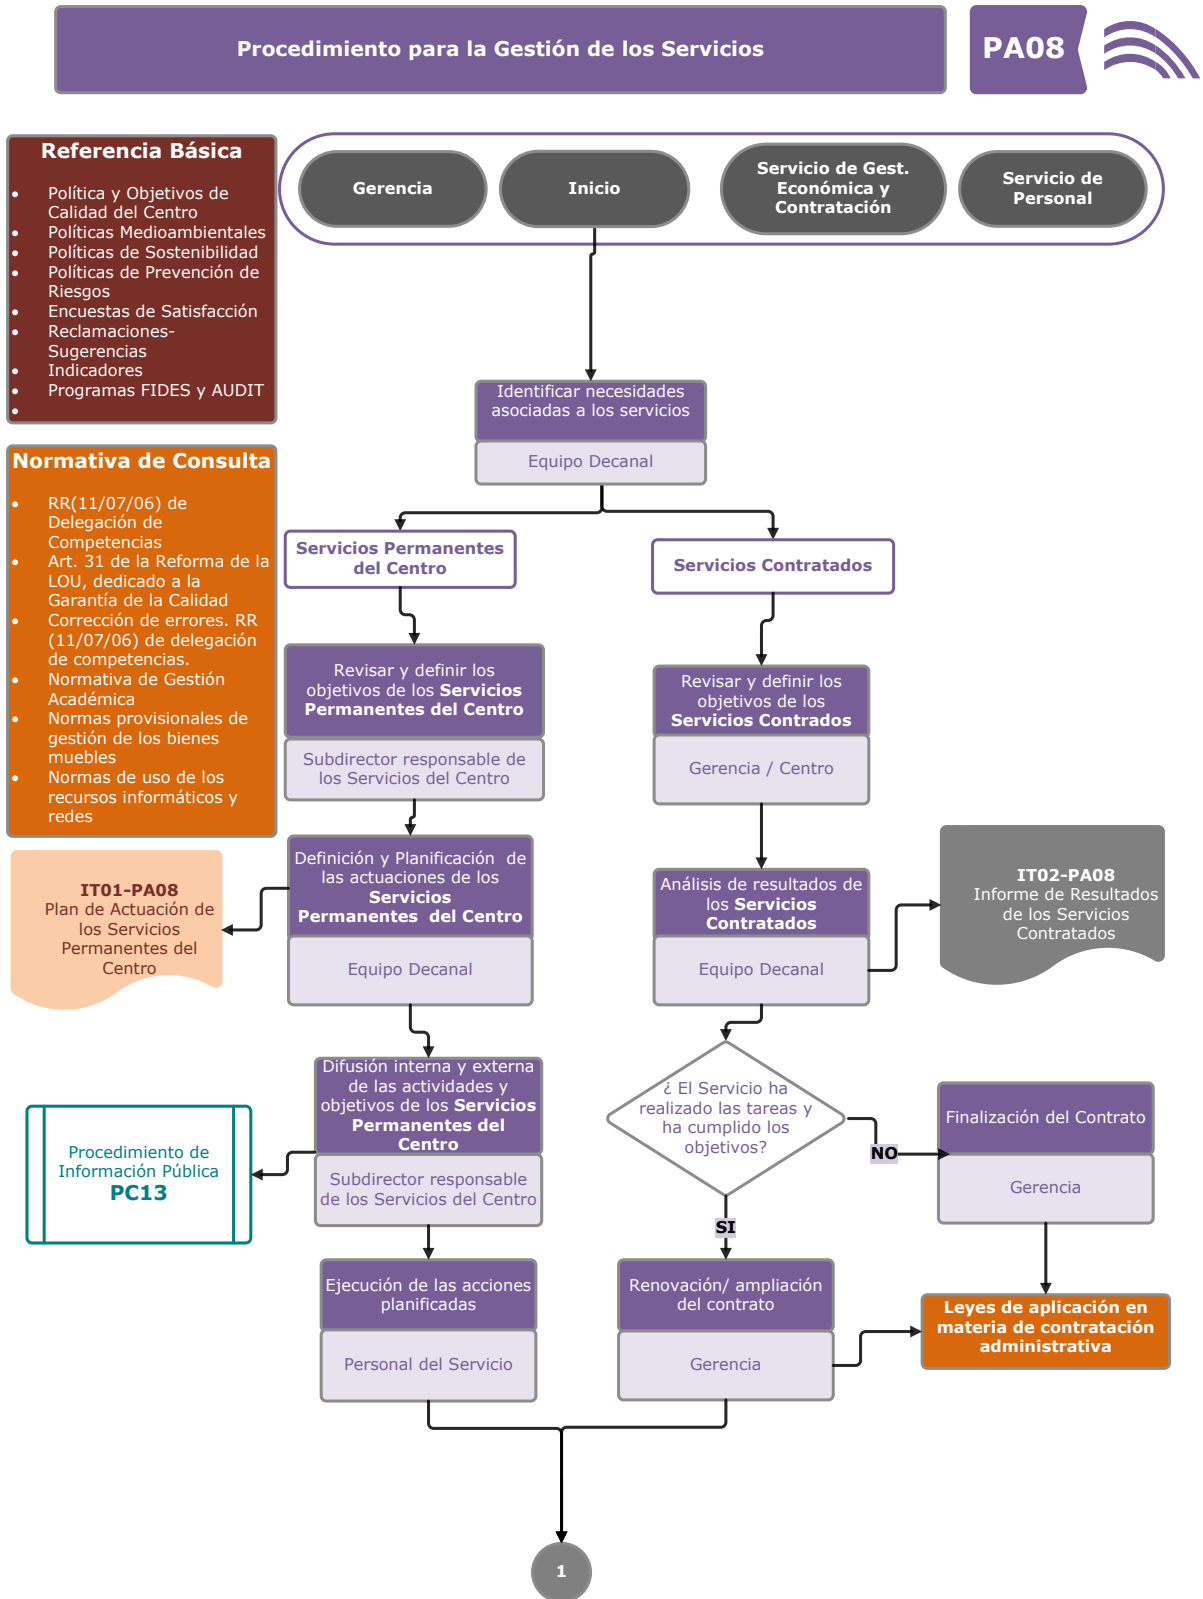 Procedimiento para la Gestión de los Servicios
PA08
Referencia Básica
• Política y Objetivos de
Calidad del Centro
• Políticas Medioambientales
• Políticas de Sostenibilidad
• Políticas de Prevención de
Riesgos
• Encuestas de Satisfacción
• Reclamaciones-
Sugerencias
• Indicadores
• Programas FIDES y AUDIT
•
Gerencia
Inicio
Servicio de Gest.
Económica y
Contratación
Servicio de
Personal
Identificar necesidades
asociadas a los servicios
Equipo Decanal
Normativa de Consulta
• RR(11/07/06) de
Delegación de
Competencias
• Art. 31 de la Reforma de la
LOU, dedicado a la
Garantía de la Calidad
• Corrección de errores. RR
(11/07/06) de delegación
de competencias.
• Normativa de Gestión
Académica
• Normas provisionales de
gestión de los bienes
muebles
• Normas de uso de los
recursos informáticos y
redes
Servicios Permanentes
del Centro
Servicios Contratados
Revisar y definir los
objetivos de los Servicios
Permanentes del Centro
Subdirector responsable de
los Servicios del Centro
Revisar y definir los
objetivos de los
Servicios Contrados
Gerencia / Centro
IT01-PA08
Plan de Actuación de
los Servicios
Permanentes del
Centro
Definición y Planificación de
las actuaciones de los
Servicios
Permanentes del Centro
Equipo Decanal
Análisis de resultados de
los Servicios
Contratados
Equipo Decanal
IT02-PA08
Informe de Resultados
de los Servicios
Contratados
Difusión interna y externa
de las actividades y
objetivos de los Servicios
Permanentes del
Centro
Subdirector responsable
de los Servicios del Centro
¿ El Servicio ha
realizado las tareas y
ha cumplido los
objetivos?
NO
SI
Finalización del Contrato
Gerencia
Procedimiento de
Información Pública
PC13
Ejecución de las acciones
planificadas
Personal del Servicio
Renovación/ ampliación
del contrato
Gerencia
Leyes de aplicación en
materia de contratación
administrativa
1